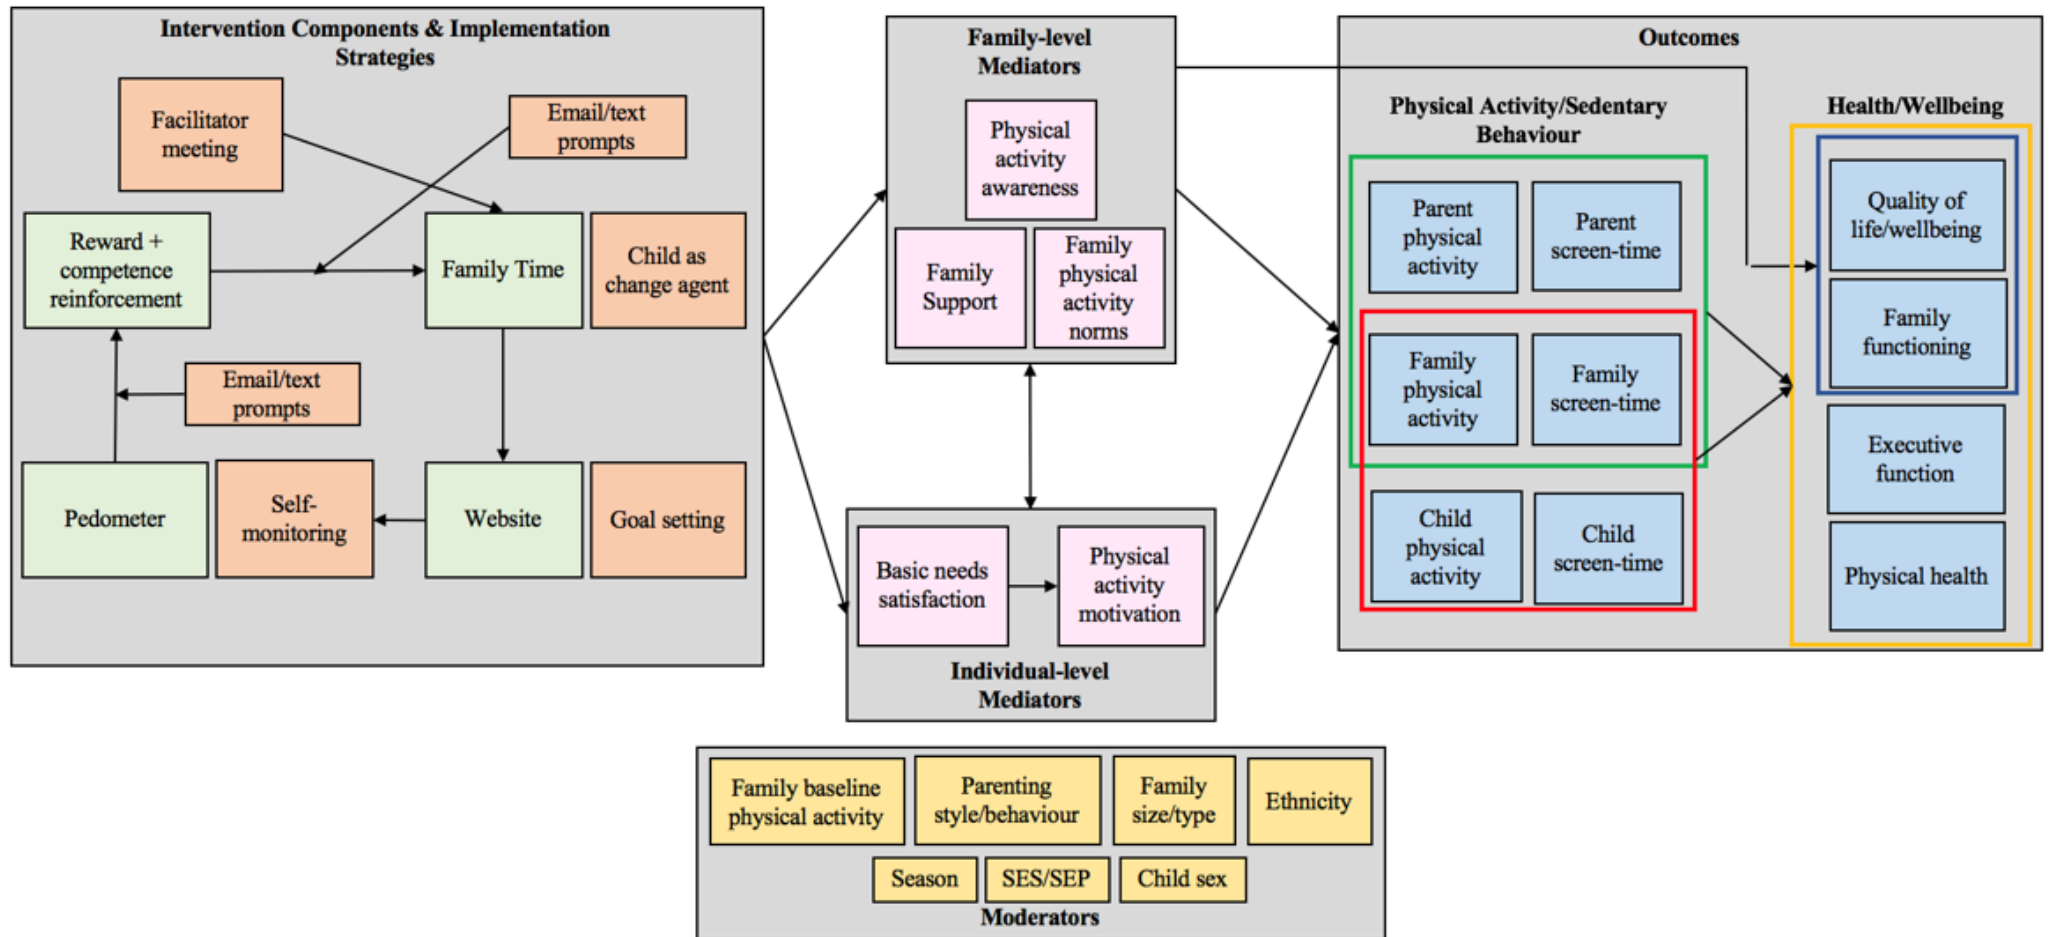 Intervention Components & Implementation
Strategies
Facilitator
meeting
Email/text
prompts
Reward +
competence
reinforcement
Family Time
Child as
change agent
Email/text
prompts
Pedometer
Self-
monitoring
Website
Goal setting
Family-level
Mediators
Physical
activity
awareness
Family
Support
Family
physical
activity
norms
Basic needs
satisfaction
Physical
activity
motivation
Individual-level
Mediators
Outcomes
Physical Activity/Sedentary
Behaviour
Health/Wellbeing
Parent
physical
activity
Parent
screen-time
Family
physical
activity
Family
screen-time
Child
physical
activity
Child
screen-time
Quality of
life/wellbeing
Family
functioning
Executive
function
Physical health
Family baseline
physical activity
Parenting
style/behaviour
Family
size/type
Ethnicity
Season
SES/SEP
Child sex
Moderators